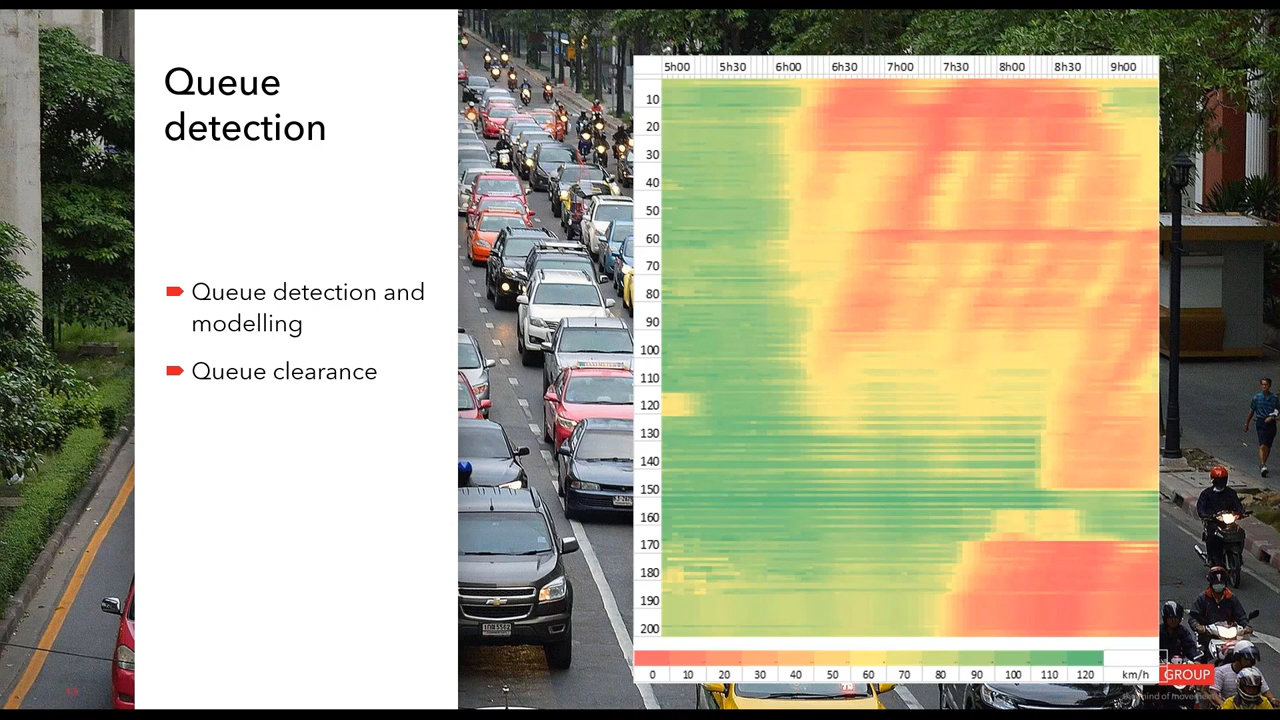 Queue
detection
Queue detection and
modelling
Queue clearance
5h00 5h30 6h00 6h30 7h00 7h30 8h00 8h30 9h00
10
20
30
40
50
60
70
80
90
100
110
120
130
140
150
160
170
180
190
200
0 10 20 30 40 50 60 70 80 90 100 110 120 km/h
GROUP